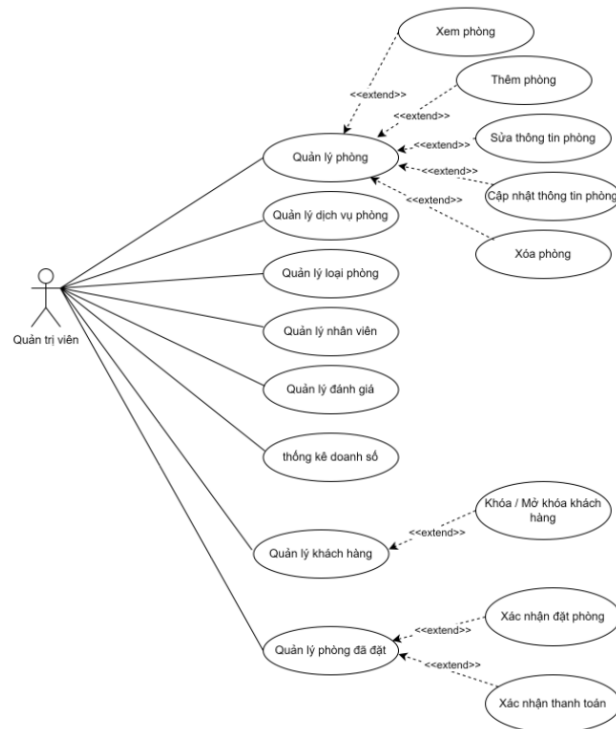 Xem phòng
<<extend>>
Thêm phòng
<<extend>>
Sửa thông tin phòng
<<extend>>
Quản lý phòng
<<extend>>
Cập nhật thông tin phòng
<<extend>>
Xóa phòng
Quản lý dịch vụ phòng
Quản lý loại phòng
Quản trị viên
Quản lý nhân viên
Quản lý đánh giá
thống kê doanh số
Khóa / Mở khóa khách
hàng
<<extend>>
Quản lý khách hàng
Xác nhận đặt phòng
<<extend>>
Quản lý phòng đã đặt
<<extend>>
Xác nhận thanh toán